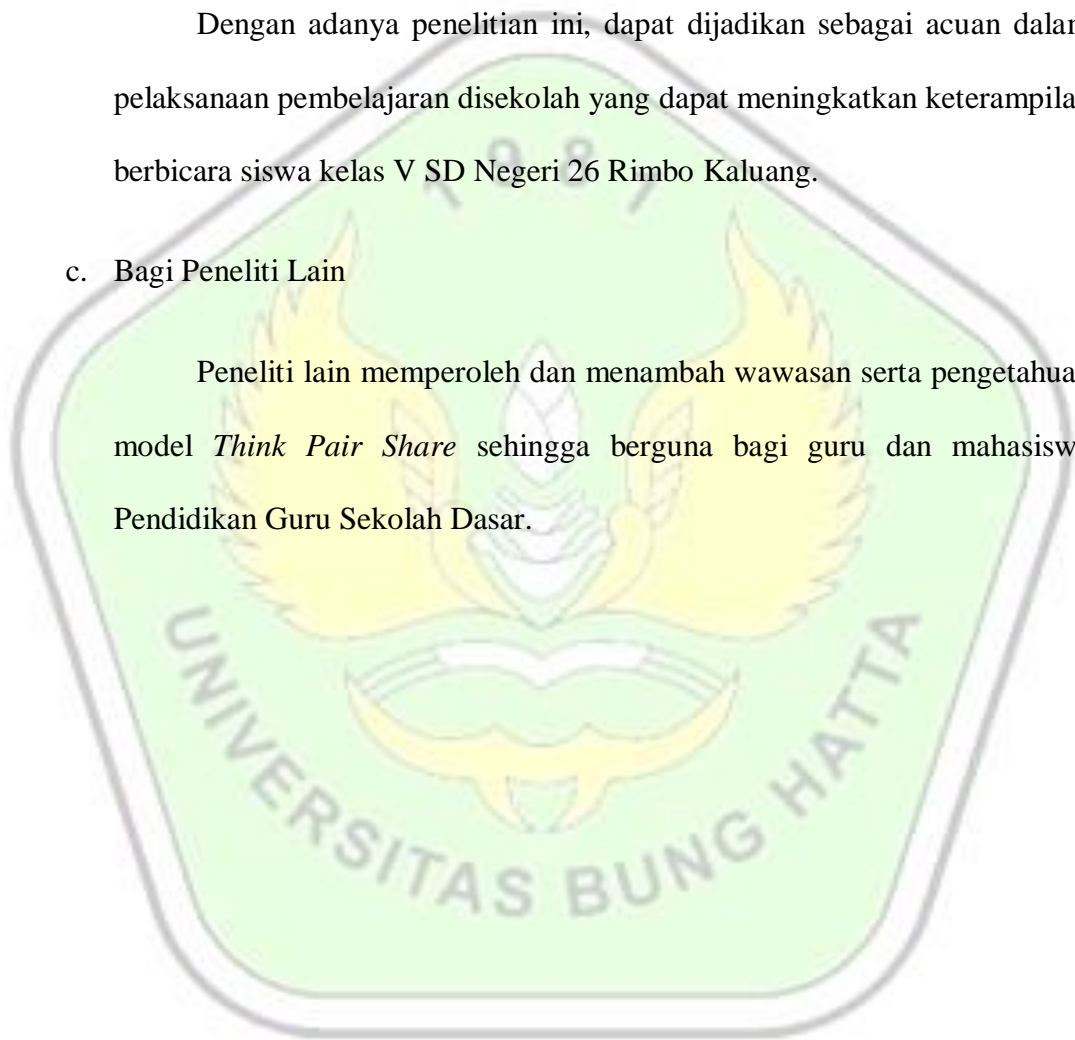 Dengan adanya penelitian ini, dapat dijadikan sebagai acuan
pelaksanaan pembelajaran disekolah yang dapat meningkatkan
berbicara siswa kelas V SD Negeri 26 Rimbo Kaluang.
c. Bagi Peneliti Lain
Peneliti lain memperoleh dan menambah wawasan serta
model Think Pair Share sehingga berguna bagi guru dan
Pendidikan Guru Sekolah Dasar.
1981
UNIVERSITAS BUNG HATTA